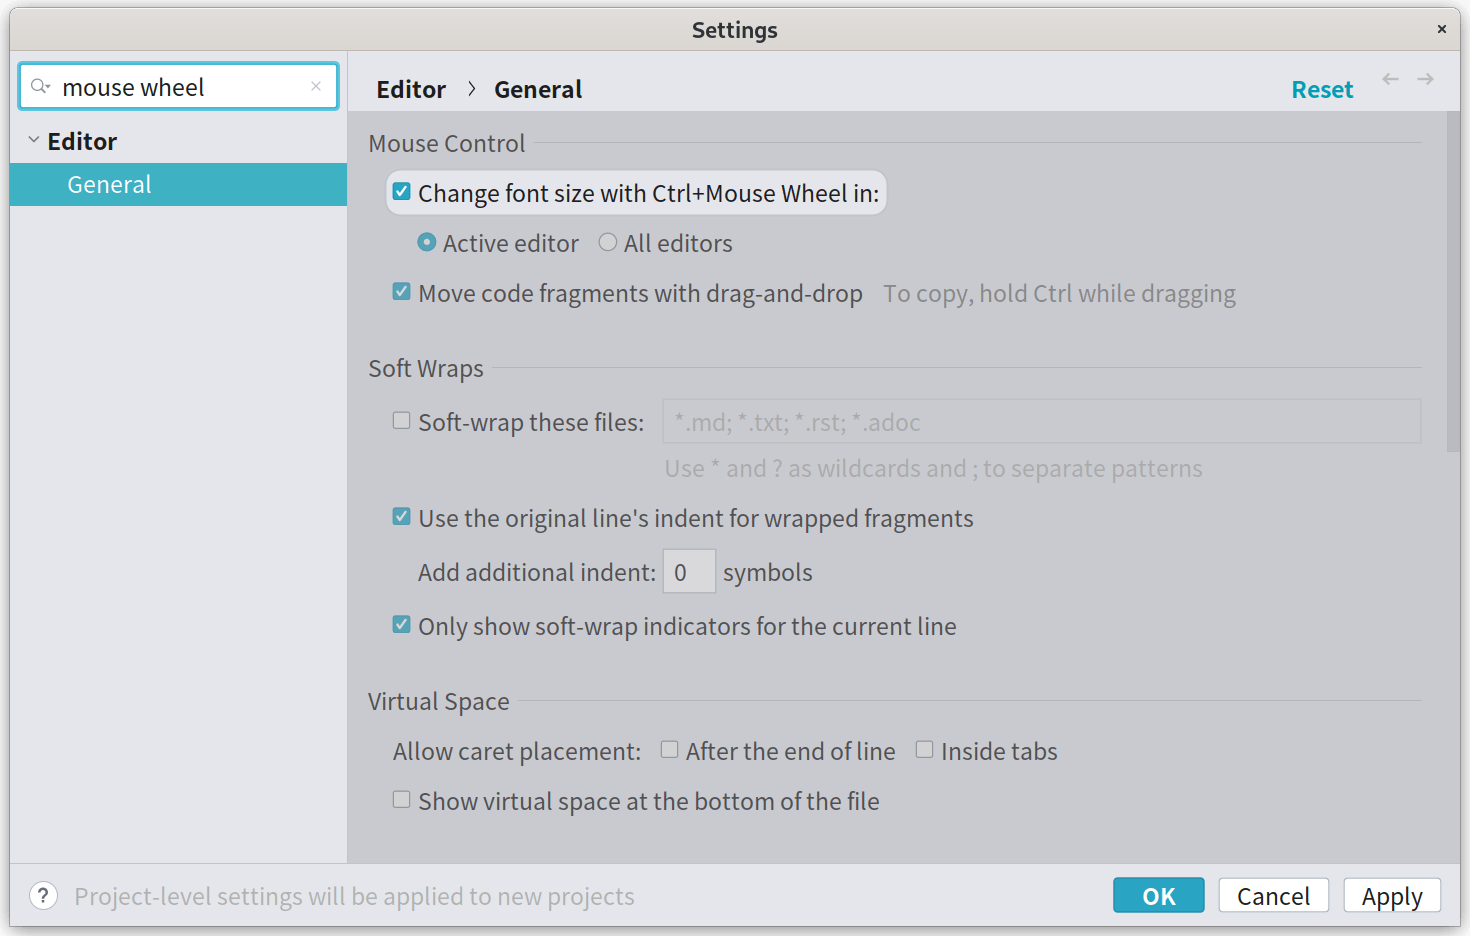 Settings
mouse wheel
Editor
General
Editor › General
Reset
Mouse Control
Change font size with Ctrl+Mouse Wheel in:
Active editor All editors
Move code fragments with drag-and-drop To copy, hold Ctrl while dragging
Soft Wraps
Soft-wrap these files: *.md; *.txt; *.rst; *.adoc
Use * and ? as wildcards and ; to separate patterns
Use the original line's indent for wrapped fragments
Add additional indent: 0 symbols
Only show soft-wrap indicators for the current line
Virtual Space
Allow caret placement: After the end of line Inside tabs
Show virtual space at the bottom of the file
? Project-level settings will be applied to new projects
OK Cancel Apply